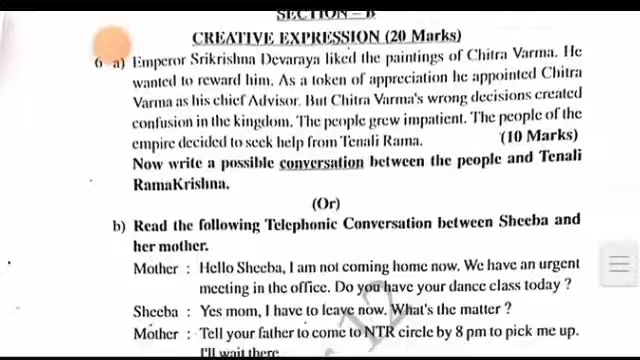 SECTION – B
CREATIVE EXPRESSION (20 Marks)
6 a) Emperor Srikrishna Devaraya liked the paintings of Chitra Varma. He
wanted to reward him. As a token of appreciation he appointed Chitra
Varma as his chief Advisor. But Chitra Varma's wrong decisions created
confusion in the kingdom. The people grew impatient. The people of the
empire decided to seek help from Tenali Rama. (10 Marks)
Now write a possible conversation between the people and Tenali
RamaKrishna.
(Or)
b) Read the following Telephonic Conversation between Sheeba and
her mother.
Mother : Hello Sheeba, I am not coming home now. We have an urgent
meeting in the office. Do you have your dance class today ?
Sheeba : Yes mom, I have to leave now. What's the matter ?
Mother : Tell your father to come to NTR circle by 8 pm to pick me up.
I'll wait there